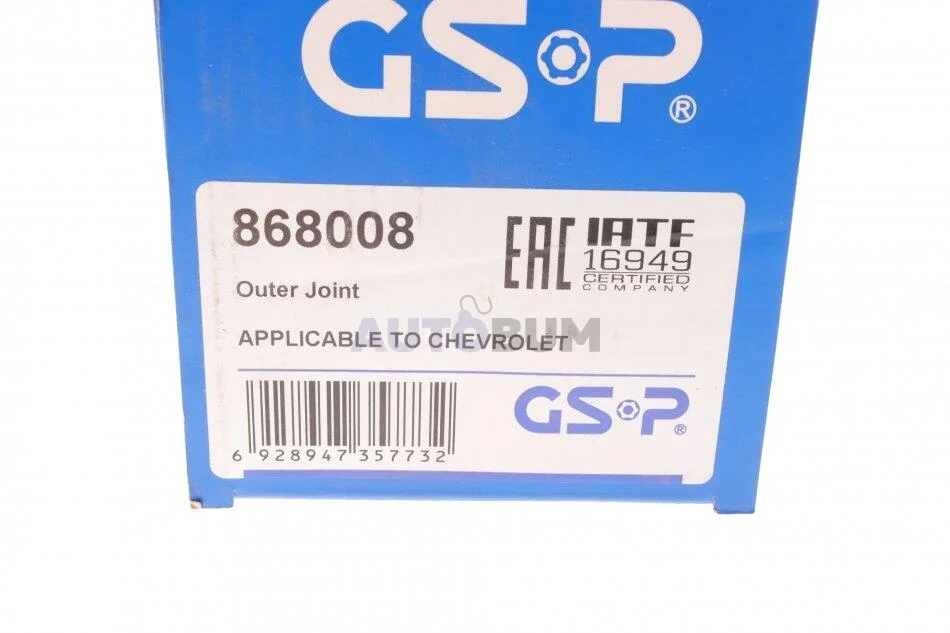 GSP®
868008
EAC
IATF
16949
CERTIFIED
COMPANY
Outer Joint
AUTOBUM
APPLICABLE TO CHEVROLET
GSP®
6 928947 357732